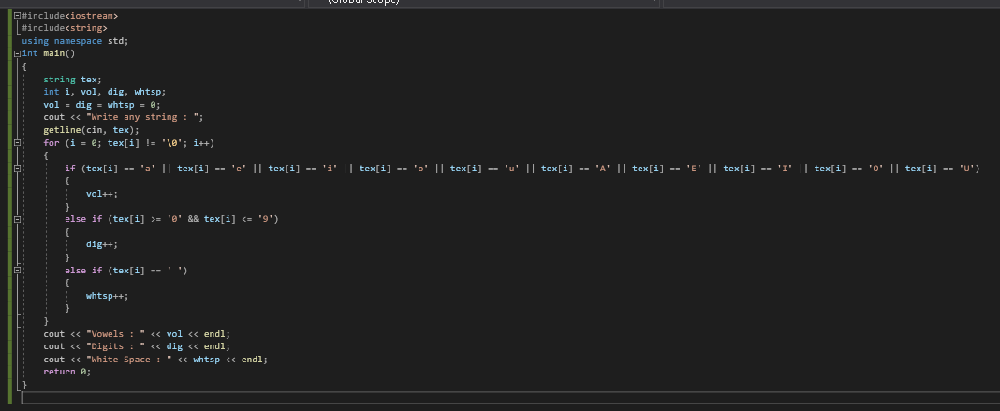 (Global Scope)
#include<iostream>
#include<string>
using namespace std;
int main()
{
    string tex;
    int i, vol, dig, whtsp;
    vol = dig = whtsp = 0;
    cout << "Write any string : ";
    getline(cin, tex);
    for (i = 0; tex[i] != '\0'; i++)
    {
        if (tex[i] == 'a' || tex[i] == 'e' || tex[i] == 'i' || tex[i] == 'o' || tex[i] == 'u' || tex[i] == 'A' || tex[i] == 'E' || tex[i] == 'I' || tex[i] == 'O' || tex[i] == 'U')
        {
            vol++;
        }
        else if (tex[i] >= '0' && tex[i] <= '9')
        {
            dig++;
        }
        else if (tex[i] == ' ')
        {
            whtsp++;
        }
    }
    cout << "Vowels : " << vol << endl;
    cout << "Digits : " << dig << endl;
    cout << "White Space : " << whtsp << endl;
    return 0;
}